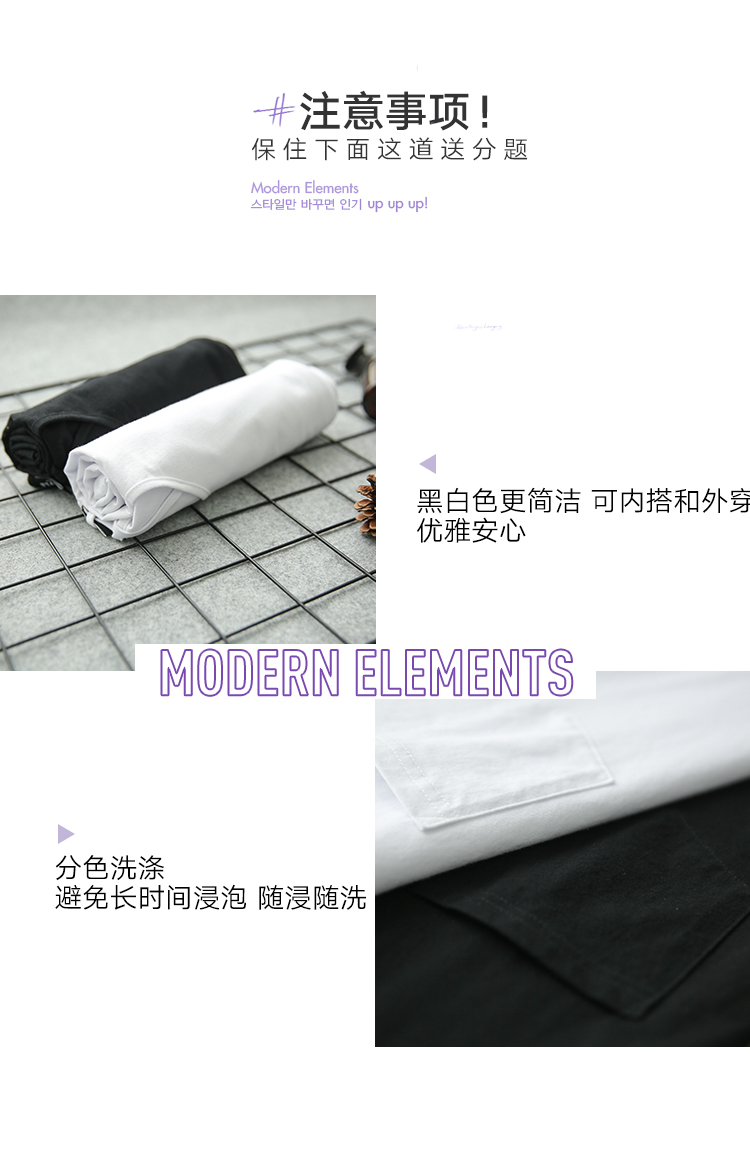 #注意事项!
保住下面这道送分题
Modern Elements
스타일만 바꾸면 인기 up up up!
黑白色更简洁 可内搭和外穿
优雅安心
MODERN ELEMENTS
分色洗涤
避免长时间浸泡 随浸随洗